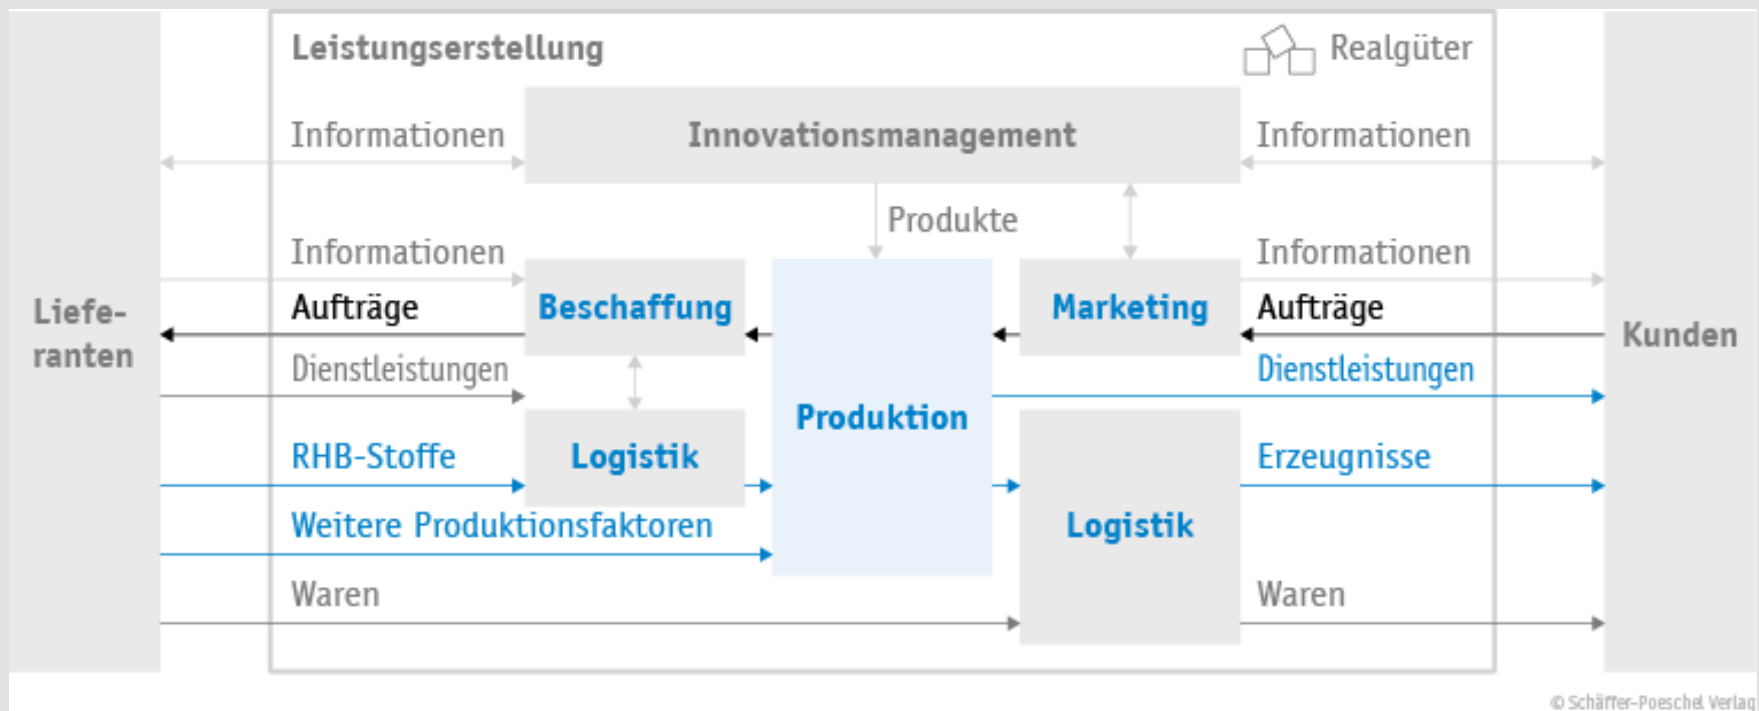 Leistungserstellung
Realgüter
Informationen
Innovationsmanagement
Informationen
Produkte
Informationen
Informationen
Liefe-
ranten
Aufträge
Beschaffung
Marketing
Aufträge
Kunden
Dienstleistungen
Dienstleistungen
Produktion
RHB-Stoffe
Logistik
Erzeugnisse
Weitere Produktionsfaktoren
Logistik
Waren
Waren
© Schäffer-Poeschel Verlag